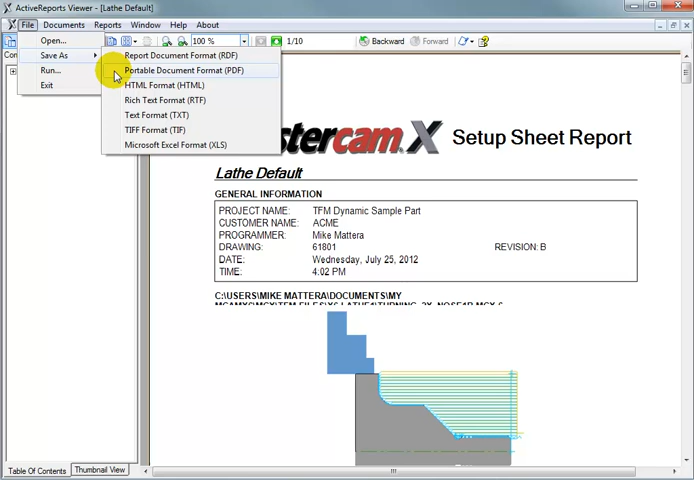 ActiveReports Viewer - [Lathe Default]
File Documents Reports Window Help About
100 % 1/10 Backward Forward
Open...
Save As
Run...
Exit
Report Document Format (RDF)
Portable Document Format (PDF)
HTML Format (HTML)
Rich Text Format (RTF)
Text Format (TXT)
TIFF Format (TIF)
Microsoft Excel Format (XLS)
stercam X Setup Sheet Report
Lathe Default
GENERAL INFORMATION
PROJECT NAME: TFM Dynamic Sample Part
CUSTOMER NAME: ACME
PROGRAMMER: Mike Mattera
DRAWING: 61801 REVISION: B
DATE: Wednesday, July 25, 2012
TIME: 4:02 PM
C:\USERS\MIKE MATTERA\DOCUMENTS\MY
Table Of Contents Thumbnail View